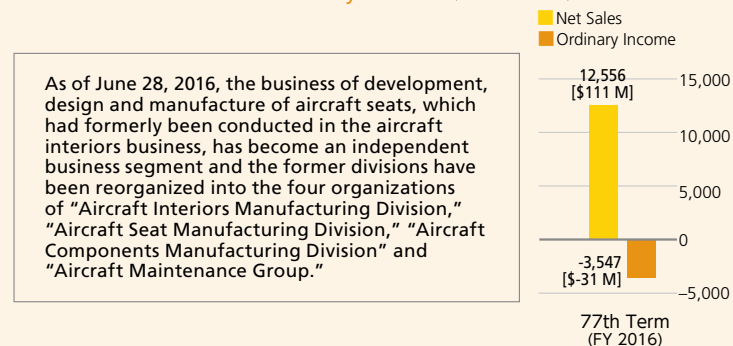 As of June 28, 2016, the business of development,
design and manufacture of aircraft seats, which
had formerly been conducted in the aircraft
interiors business, has become an independent
business segment and the former divisions have
been reorganized into the four organizations
of “Aircraft Interiors Manufacturing Division,”
“Aircraft Seat Manufacturing Division,” “Aircraft
Components Manufacturing Division” and
“Aircraft Maintenance Group.”
Net Sales
Ordinary Income
12,556
[$111 M]
15,000
10,000
5,000
0
-3,547
[$-31 M]
–5,000
77th Term
(FY 2016)